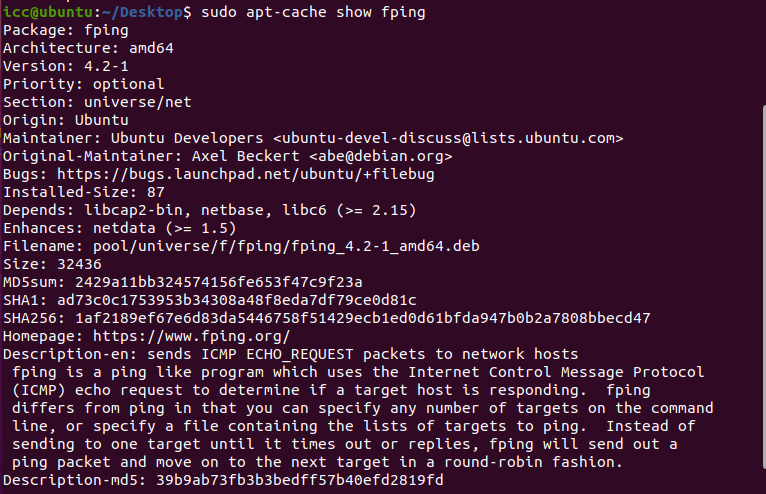 icc@ubuntu:~/Desktop$ sudo apt-cache show fping
Package: fping
Architecture: amd64
Version: 4.2-1
Priority: optional
Section: universe/net
Origin: Ubuntu
Maintainer: Ubuntu Developers <ubuntu-devel-discuss@lists.ubuntu.com>
Original-Maintainer: Axel Beckert <abe@debian.org>
Bugs: https://bugs.launchpad.net/ubuntu/+filebug
Installed-Size: 87
Depends: libcap2-bin, netbase, libc6 (>= 2.15)
Enhances: netdata (>= 1.5)
Filename: pool/universe/f/fping/fping_4.2-1_amd64.deb
Size: 32436
MD5sum: 2429a11bb324574156fe653f47c9f23a
SHA1: ad73c0c1753953b34308a48f8eda7df79ce0d81c
SHA256: 1af2189ef67e6d83da5446758f51429ecb1ed0d61bfda947b0b2a7808bbecd47
Homepage: https://www.fping.org/
Description-en: sends ICMP ECHO_REQUEST packets to network hosts
 fping is a ping like program which uses the Internet Control Message Protocol
 (ICMP) echo request to determine if a target host is responding.  fping
 differs from ping in that you can specify any number of targets on the command
 line, or specify a file containing the lists of targets to ping.  Instead of
 sending to one target until it times out or replies, fping will send out a
 ping packet and move on to the next target in a round-robin fashion.
Description-md5: 39b9ab73fb3b3bedff57b40efd2819fd